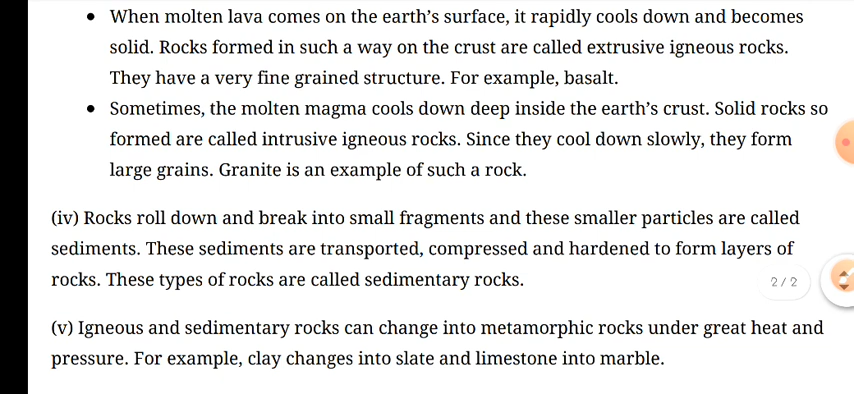 • When molten lava comes on the earth’s surface, it rapidly cools down and becomes
solid. Rocks formed in such a way on the crust are called extrusive igneous rocks.
They have a very fine grained structure. For example, basalt.
• Sometimes, the molten magma cools down deep inside the earth’s crust. Solid rocks so
formed are called intrusive igneous rocks. Since they cool down slowly, they form
large grains. Granite is an example of such a rock.
(iv) Rocks roll down and break into small fragments and these smaller particles are called
sediments. These sediments are transported, compressed and hardened to form layers of
rocks. These types of rocks are called sedimentary rocks.
2 / 2
(v) Igneous and sedimentary rocks can change into metamorphic rocks under great heat and
pressure. For example, clay changes into slate and limestone into marble.